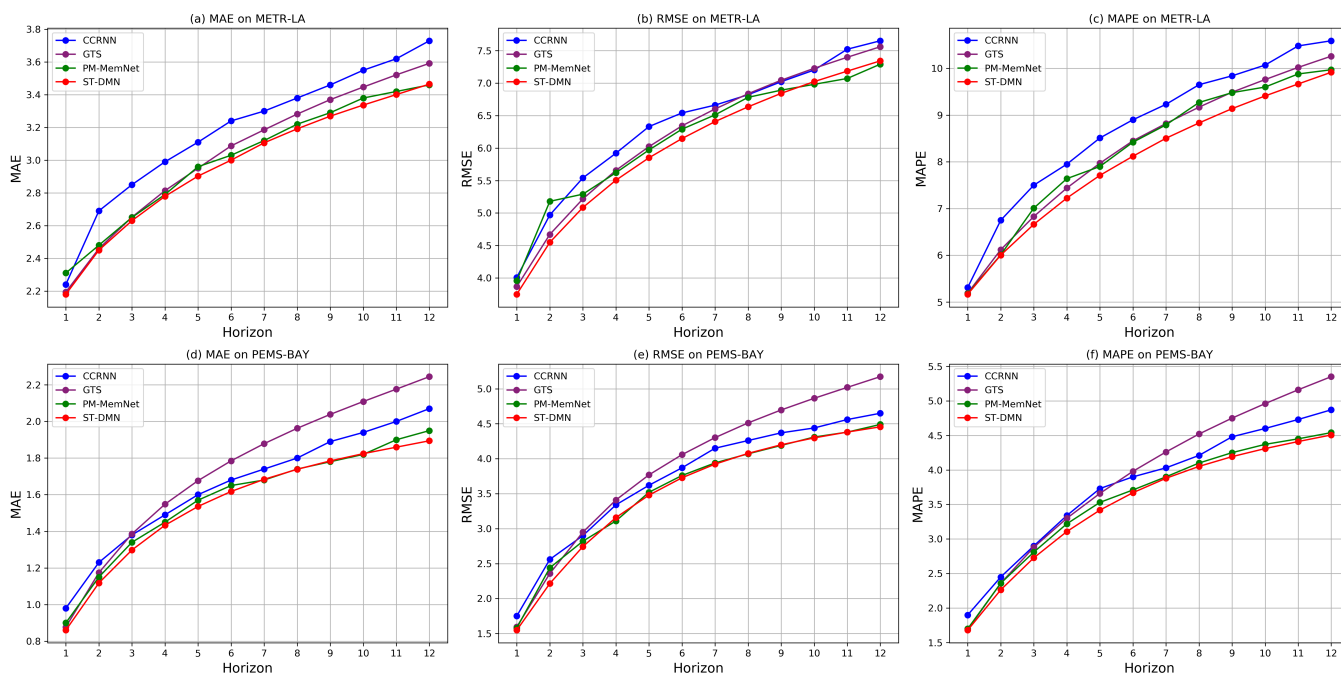 (a) MAE on METR-LA
3.8
3.6
3.4
3.2
3.0
2.8
2.6
2.4
2.2
MAE
CCRNN
GTS
PM-MemNet
ST-DMN
1 2 3 4 5 6 7 8 9 10 11 12
Horizon
(b) RMSE on METR-LA
7.5
7.0
6.5
6.0
5.5
5.0
4.5
4.0
RMSE
CCRNN
GTS
PM-MemNet
ST-DMN
1 2 3 4 5 6 7 8 9 10 11 12
Horizon
(c) MAPE on METR-LA
10
9
8
7
6
5
MAPE
CCRNN
GTS
PM-MemNet
ST-DMN
1 2 3 4 5 6 7 8 9 10 11 12
Horizon
(d) MAE on PEMS-BAY
2.2
2.0
1.8
1.6
1.4
1.2
1.0
0.8
MAE
CCRNN
GTS
PM-MemNet
ST-DMN
1 2 3 4 5 6 7 8 9 10 11 12
Horizon
(e) RMSE on PEMS-BAY
5.0
4.5
4.0
3.5
3.0
2.5
2.0
1.5
RMSE
CCRNN
GTS
PM-MemNet
ST-DMN
1 2 3 4 5 6 7 8 9 10 11 12
Horizon
(f) MAPE on PEMS-BAY
5.5
5.0
4.5
4.0
3.5
3.0
2.5
2.0
1.5
MAPE
CCRNN
GTS
PM-MemNet
ST-DMN
1 2 3 4 5 6 7 8 9 10 11 12
Horizon